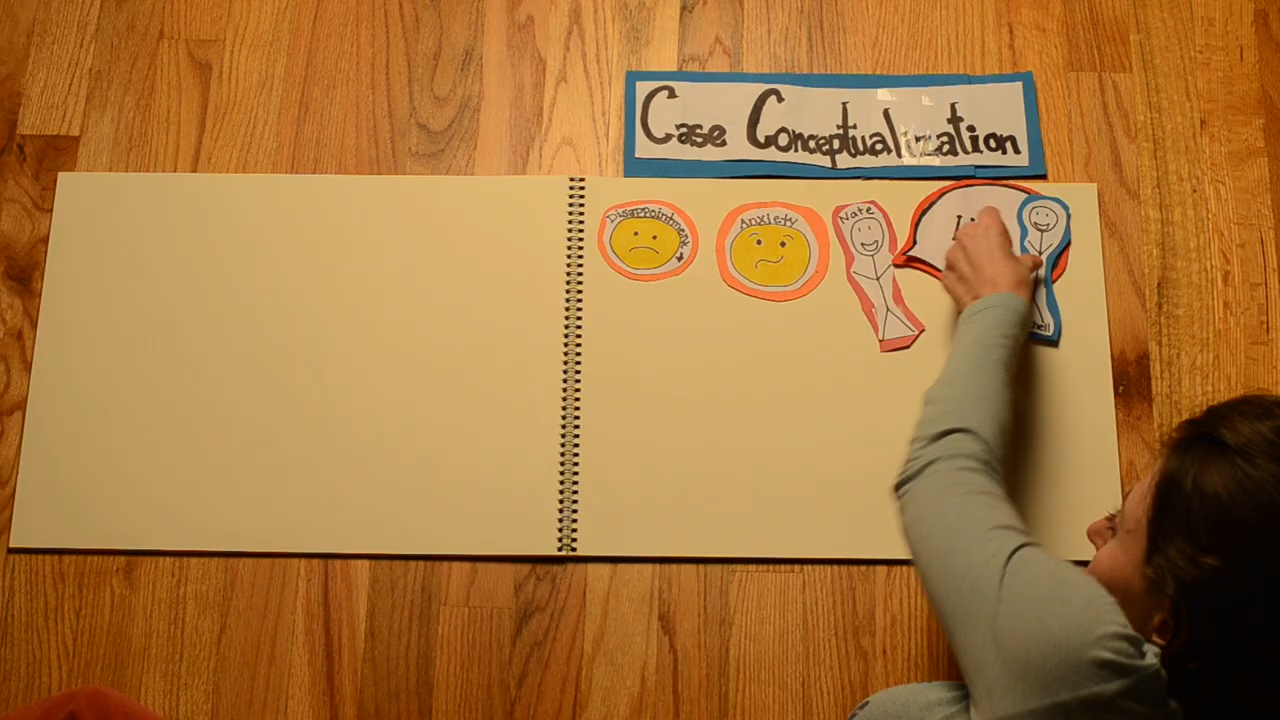 Case Conceptualization
Disappointment
Anxiety
Nate